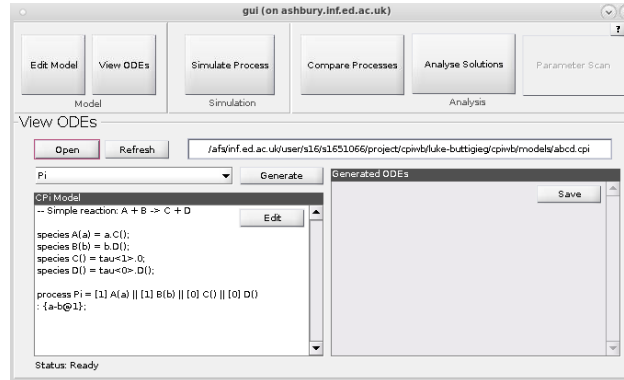 gui (on ashbury.inf.ed.ac.uk)
?
Edit Model
View ODEs
Simulate Process
Compare Processes
Analyse Solutions
Parameter Scan
Model
Simulation
Analysis
View ODEs
Open
Refresh
/afs/inf.ed.ac.uk/user/s16/s1651066/project/cpiwb/luke-buttigieg/cpiwb/models/abcd.cpi
Pi
Generate
Generated ODEs
Save
CPi Model
-- Simple reaction: A + B -> C + D
Edit
species A(a) = a.C();
species B(b) = b.D();
species C() = tau<1>.0;
species D() = tau<0>.D();
process Pi = [1] A(a) || [1] B(b) || [0] C() || [0] D()
: {a-b@1};
Status: Ready